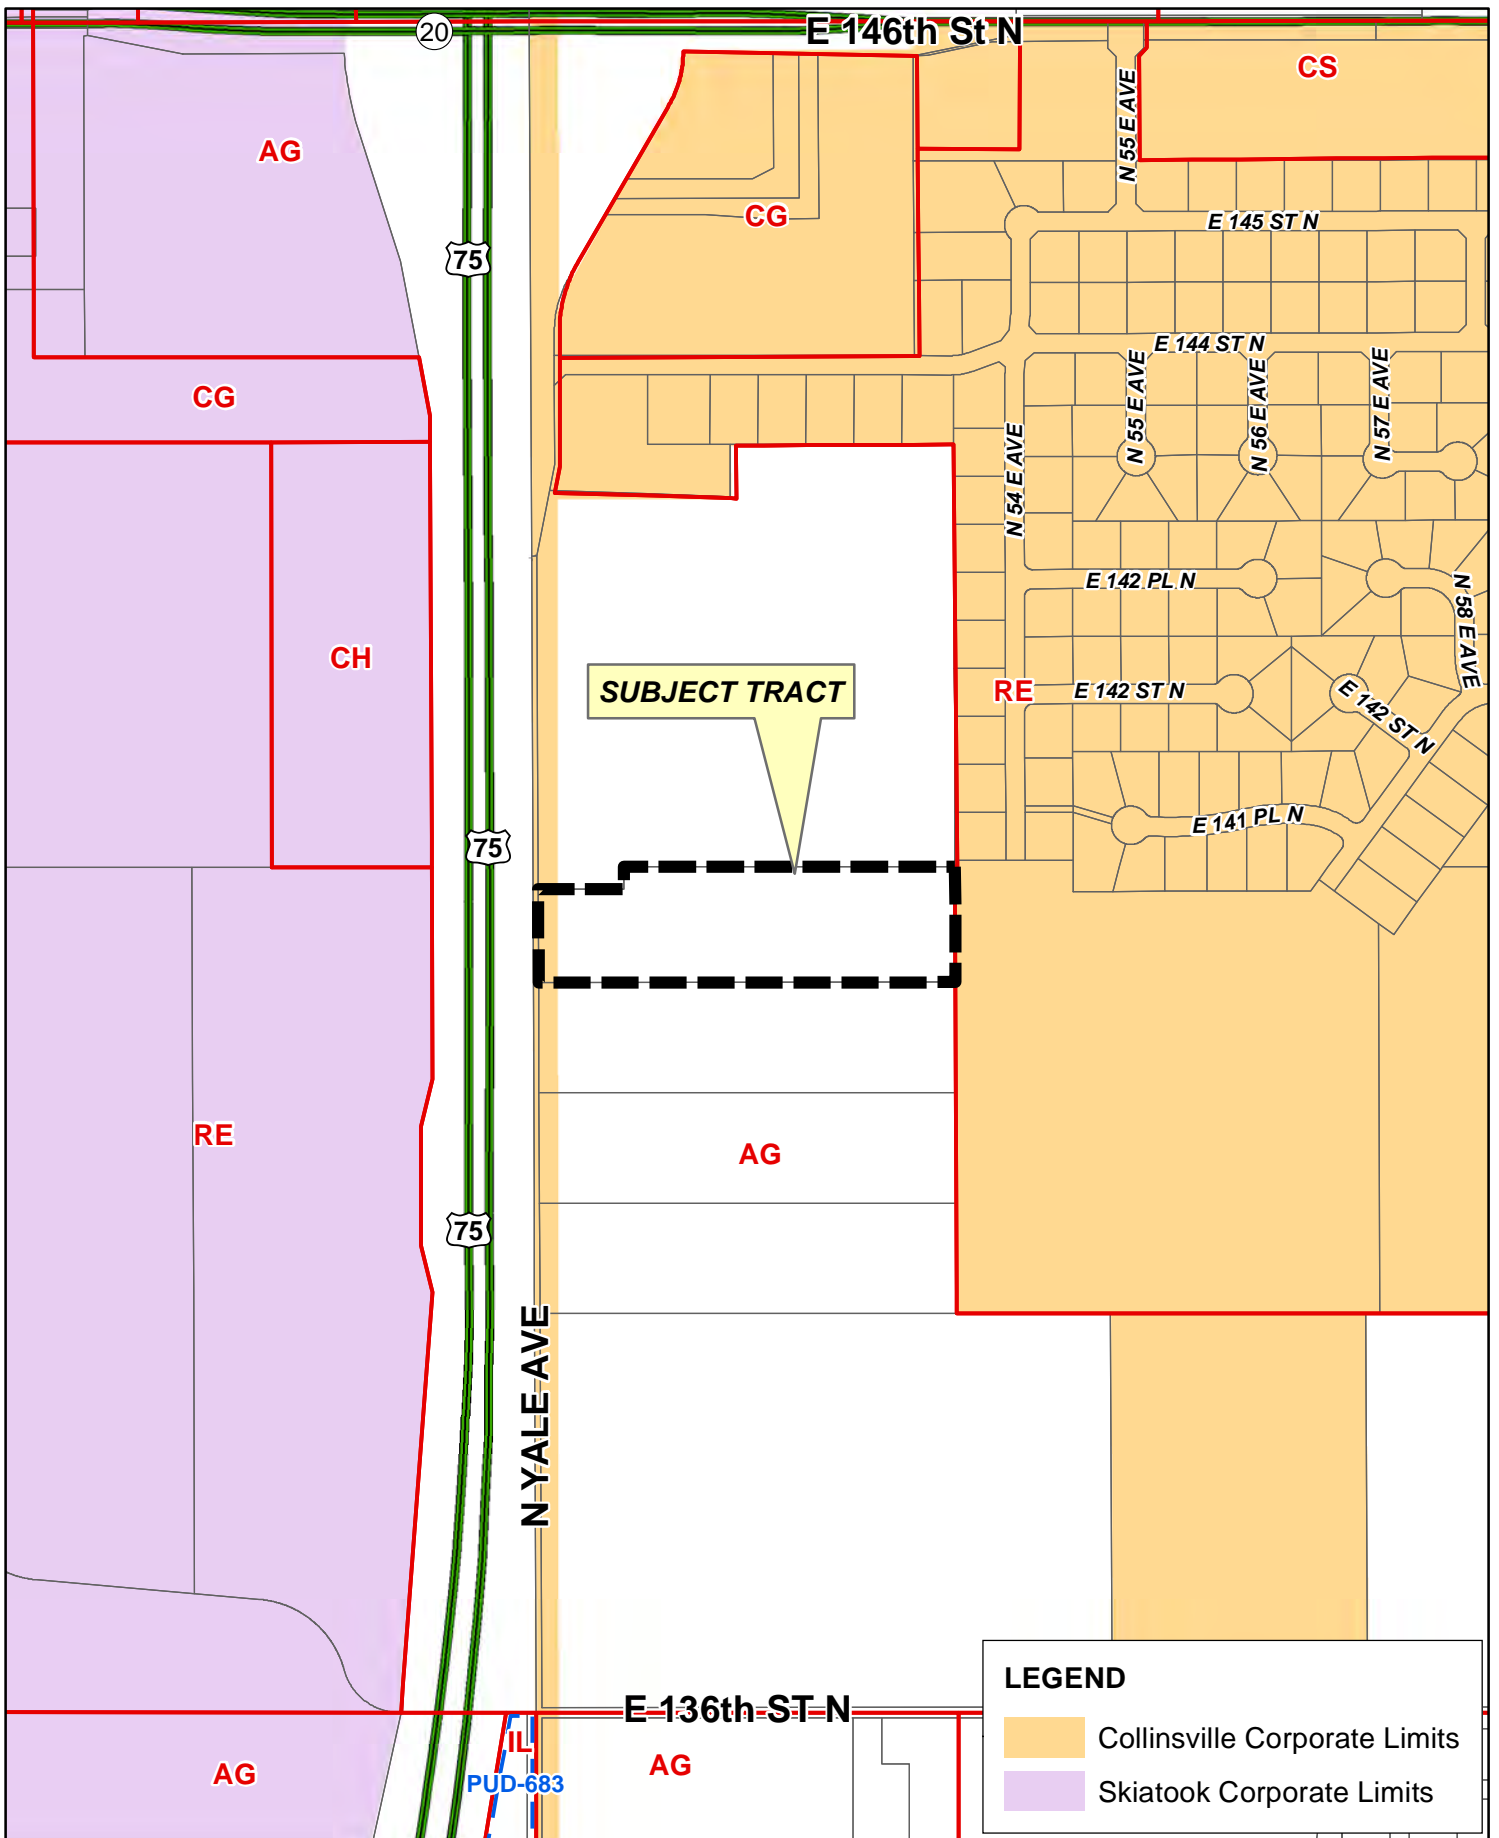 20
E 146th St N
CS
N 55 E AVE
AG
CG
E 145 ST N
75
E 144 ST N
N 55 E AVE
N 56 E AVE
N 57 E AVE
CG
N 54 E AVE
E 142 PL N
N 58 E AVE
CH
SUBJECT TRACT
RE
E 142 ST N
E 142 ST N
E 141 PL N
75
RE
AG
75
N YALE AVE
E 136th ST N
IL
AG
AG
PUD-683
LEGEND
Collinsville Corporate Limits
Skiatook Corporate Limits